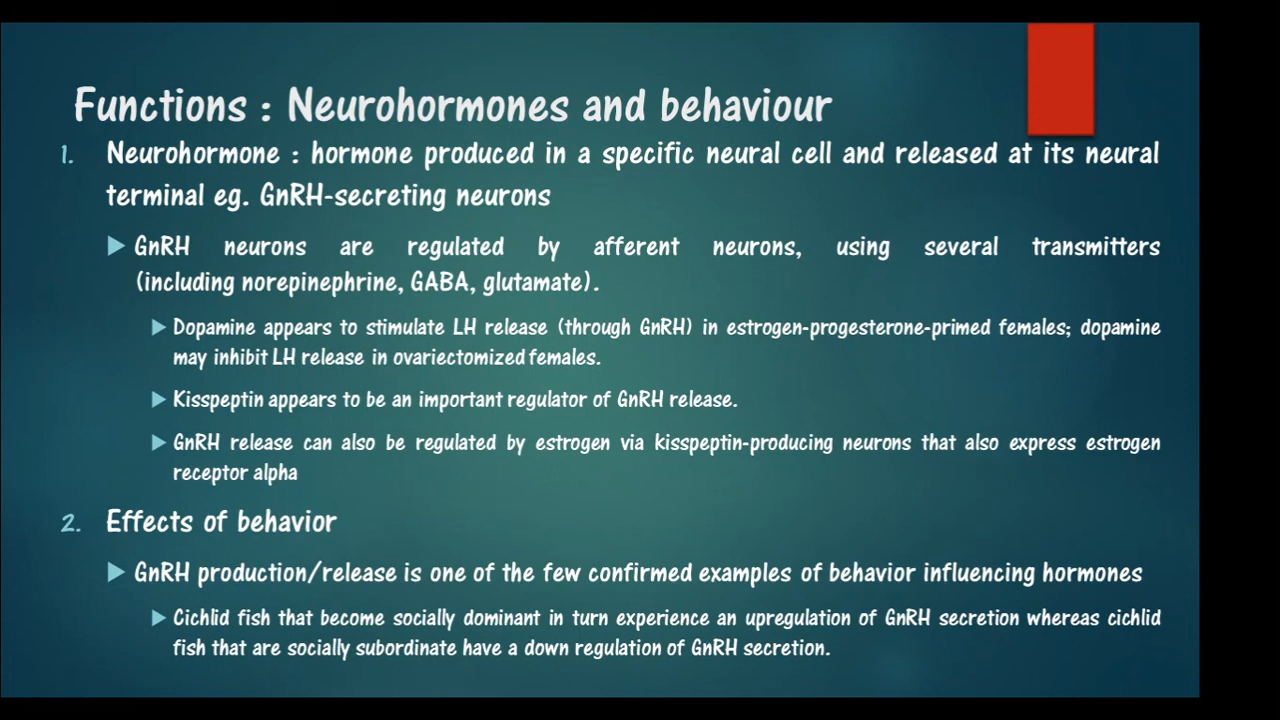 Functions : Neurohormones and behaviour
1. Neurohormone : hormone produced in a specific neural cell and released at its neural
terminal eg. GnRH-secreting neurons
GnRH neurons are regulated by afferent neurons, using several transmitters
(including norepinephrine, GABA, glutamate).
Dopamine appears to stimulate LH release (through GnRH) in estrogen-progesterone-primed females; dopamine
may inhibit LH release in ovariectomized females.
Kisspeptin appears to be an important regulator of GnRH release.
GnRH release can also be regulated by estrogen via kisspeptin-producing neurons that also express estrogen
receptor alpha
2. Effects of behavior
GnRH production/release is one of the few confirmed examples of behavior influencing hormones
Cichlid fish that become socially dominant in turn experience an upregulation of GnRH secretion whereas cichlid
fish that are socially subordinate have a down regulation of GnRH secretion.